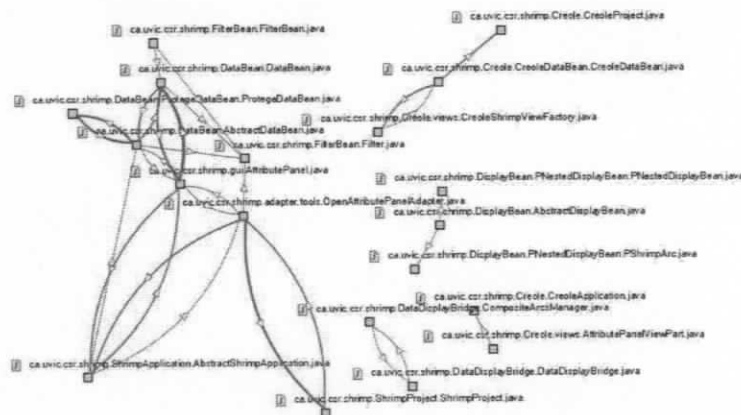 ca.uvic.csr.shrimp.FilterBean.FilterBean.java
ca.uvic.csr.shrimp.Creole.CreoleProject.java
ca.uvic.csr.shrimp.DataBean.DataBean.java
ca.uvic.csr.shrimp.Creole.CreoleDataBean.CreoleDataBean.java
ca.uvic.csr.shrimp.DataBean.ProtegeDataBean.ProtegeDataBean.java
ca.uvic.csr.shrimp.Creole.views.CreoleShrimpViewFactory.java
ca.uvic.csr.shrimp.DataBean.AbstractDataBean.java
ca.uvic.csr.shrimp.FilterBean.Filter.java
ca.uvic.csr.shrimp.gui.AttributePanel.java
ca.uvic.csr.shrimp.DisplayBean.PNestedDisplayBean.PNestedDisplayBean.java
ca.uvic.csr.shrimp.adapter.tools.OpenAttributePanelAdapter.java
ca.uvic.csr.shrimp.DisplayBean.AbstractDisplayBean.java
ca.uvic.csr.shrimp.DisplayBean.PNestedDisplayBean.PShrimpArc.java
ca.uvic.csr.shrimp.Creole.CreoleApplication.java
ca.uvic.csr.shrimp.DataDisplayBridge.CompositeArcsManager.java
ca.uvic.csr.shrimp.Creole.views.AttributePanelViewPart.java
ca.uvic.csr.shrimp.ShrimpApplication.AbstractShrimpApplication.java
ca.uvic.csr.shrimp.DataDisplayBridge.DataDisplayBridge.java
ca.uvic.csr.shrimp.ShrimpProject.ShrimpProject.java